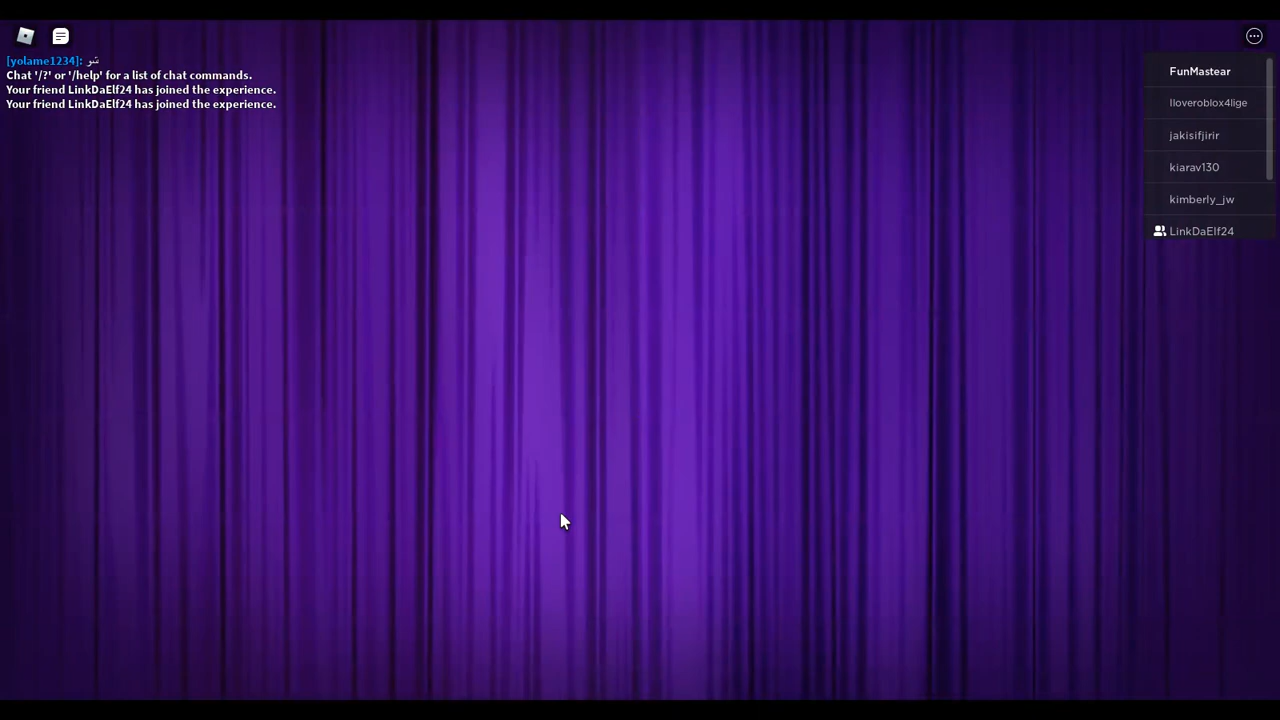 [yolame1234]: شو
Chat '/?' or '/help' for a list of chat commands.
Your friend LinkDaElf24 has joined the experience.
Your friend LinkDaElf24 has joined the experience.
FunMastear
Iloveroblox4lige
jakisifjirir
kiarav130
kimberly_jw
LinkDaElf24